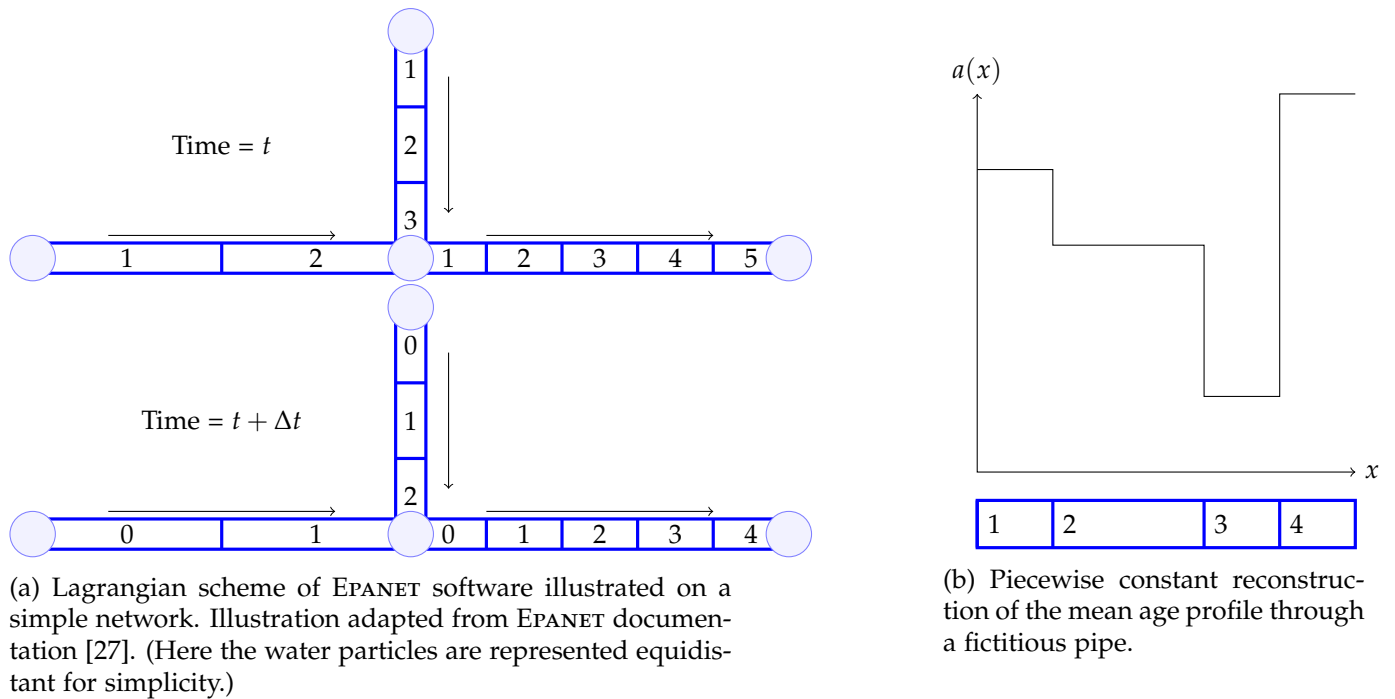 1
2
3
Time = t
1 2 1 2 3 4 5
0
1
2
Time = t + Δt
0 1 0 1 2 3 4
(a) Lagrangian scheme of EPANET software illustrated on a
simple network. Illustration adapted from EPANET documen-
tation [27]. (Here the water particles are represented equidis-
tant for simplicity.)
a(x)
x
1 2 3 4
(b) Piecewise constant reconstruc-
tion of the mean age profile through
a fictitious pipe.